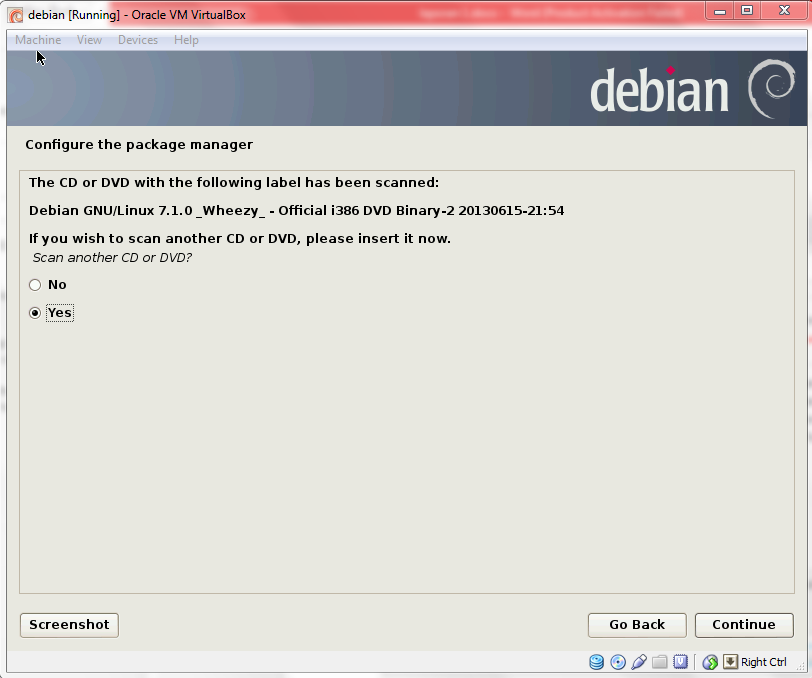 debian [Running] - Oracle VM VirtualBox
Machine View Devices Help
debian
Configure the package manager
The CD or DVD with the following label has been scanned:
Debian GNU/Linux 7.1.0 _Wheezy_ - Official i386 DVD Binary-2 20130615-21:54
If you wish to scan another CD or DVD, please insert it now.
Scan another CD or DVD?
No
Yes
Screenshot Go Back Continue
Right Ctrl